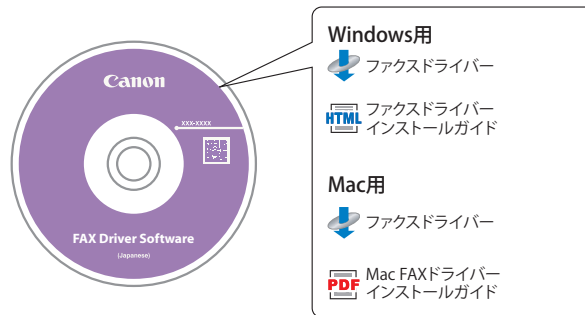 Canon
xxx-xxxx
FAX Driver Software
(Japanese)
Windows用
ファクスドライバー
HTML
ファクスドライバー
インストールガイド
Mac用
ファクスドライバー
PDF
Mac FAXドライバー
インストールガイド